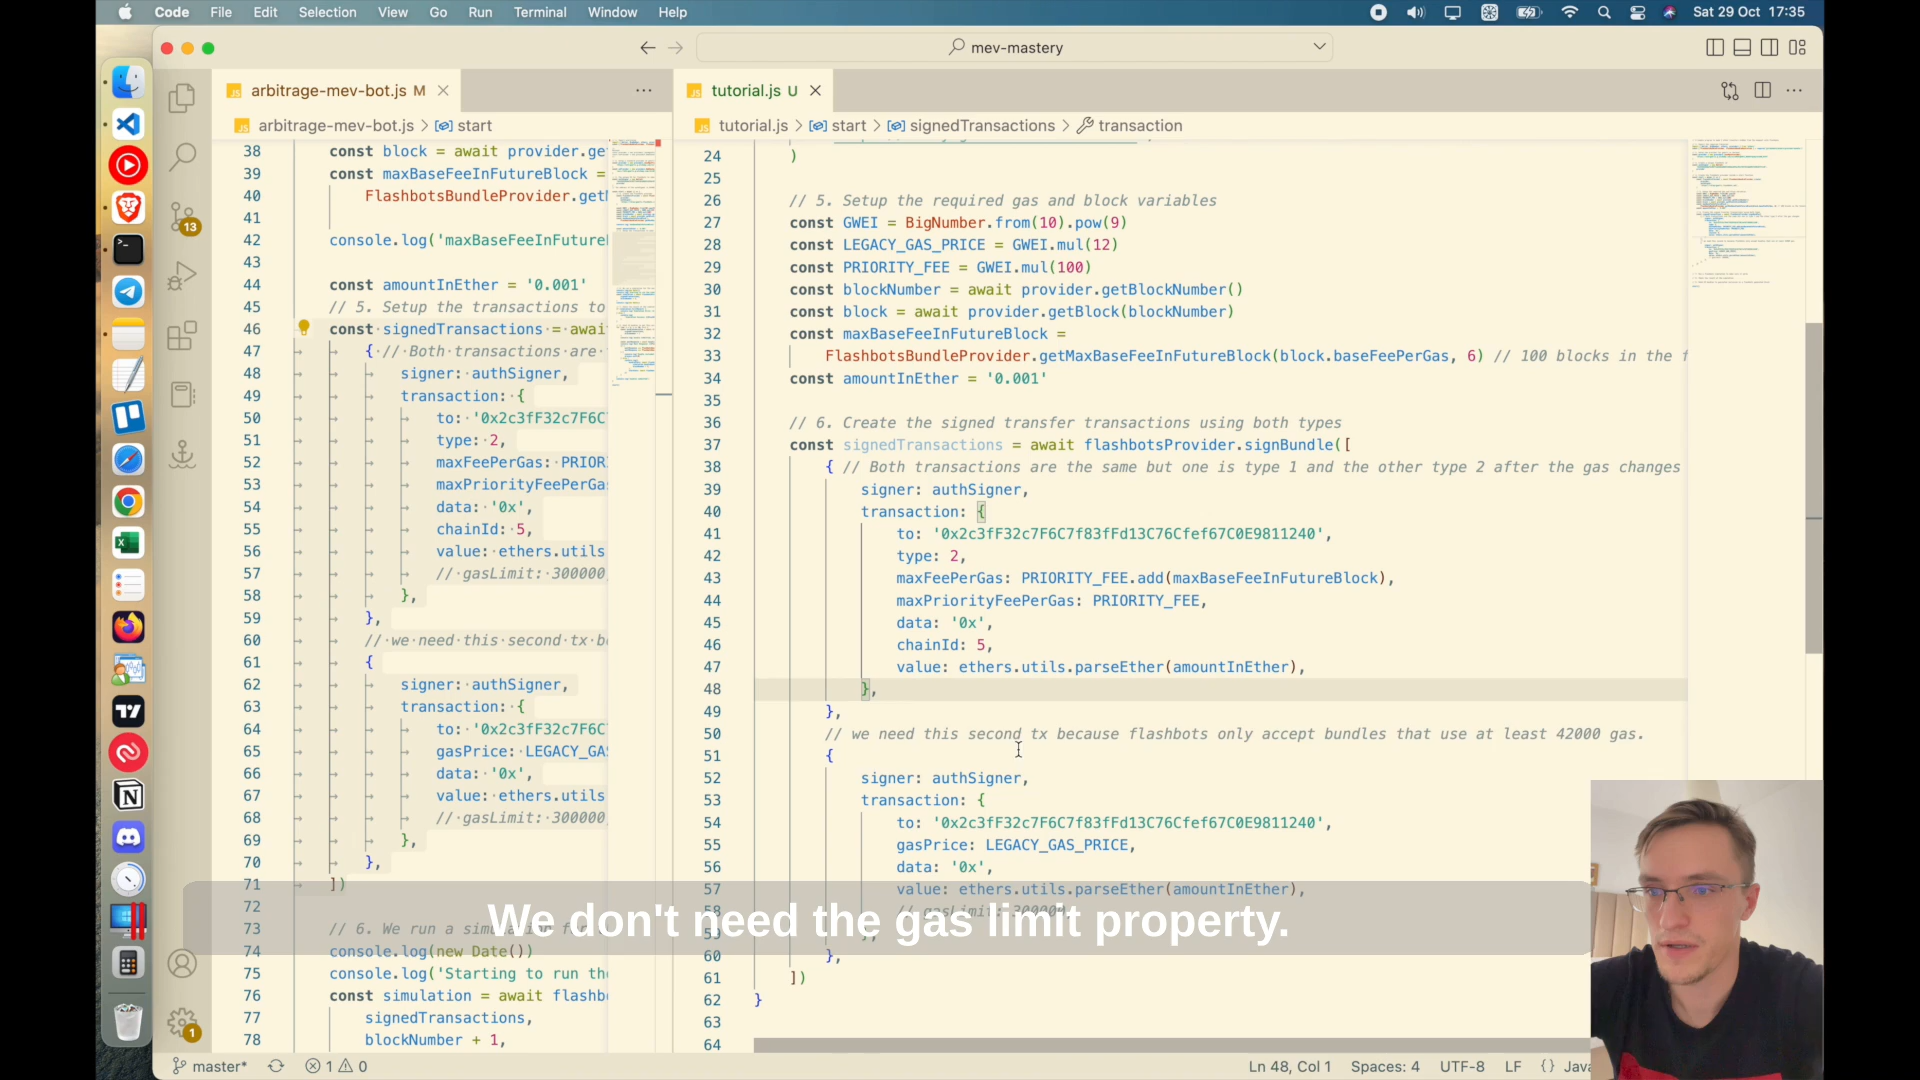 Code File Edit Selection View Go Run Terminal Window Help
Sat 29 Oct 17:35
mev-mastery
arbitrage-mev-bot.js M
tutorial.js U
arbitrage-mev-bot.js > start
tutorial.js > start > signedTransactions > transaction
38 const block = await provider.ge
39 const maxBaseFeeInFutureBlock =
40 FlashbotsBundleProvider.get
41
42 console.log('maxBaseFeeInFuture
43
44 const amountInEther = '0.001'
45 // 5. Setup the transactions to
46 const signedTransactions = awai
47 { // Both transactions are
48 signer: authSigner,
49 transaction: {
50 to: '0x2c3fF32c7F6C
51 type: 2,
52 maxFeePerGas: PRIOR
53 maxPriorityFeePerGa
54 data: '0x',
55 chainId: 5,
56 value: ethers.utils
57 // gasLimit: 300000
58 },
59 },
60 // we need this second tx b
61 {
62 signer: authSigner,
63 transaction: {
64 to: '0x2c3fF32c7F6C
65 gasPrice: LEGACY_GA
66 data: '0x',
67 value: ethers.utils
68 // gasLimit: 300000
69 },
70 },
71 ])
72
73 // 6. We run a simulation
74 console.log(new Date())
75 console.log('Starting to run th
76 const simulation = await flashb
77 signedTransactions,
78 blockNumber + 1,
24 )
25
26 // 5. Setup the required gas and block variables
27 const GWEI = BigNumber.from(10).pow(9)
28 const LEGACY_GAS_PRICE = GWEI.mul(12)
29 const PRIORITY_FEE = GWEI.mul(100)
30 const blockNumber = await provider.getBlockNumber()
31 const block = await provider.getBlock(blockNumber)
32 const maxBaseFeeInFutureBlock =
33 FlashbotsBundleProvider.getMaxBaseFeeInFutureBlock(block.baseFeePerGas, 6) // 100 blocks in the f
34 const amountInEther = '0.001'
35
36 // 6. Create the signed transfer transactions using both types
37 const signedTransactions = await flashbotsProvider.signBundle([
38 { // Both transactions are the same but one is type 1 and the other type 2 after the gas changes
39 signer: authSigner,
40 transaction: {
41 to: '0x2c3fF32c7F6C7f83fFd13C76Cfef67C0E9811240',
42 type: 2,
43 maxFeePerGas: PRIORITY_FEE.add(maxBaseFeeInFutureBlock),
44 maxPriorityFeePerGas: PRIORITY_FEE,
45 data: '0x',
46 chainId: 5,
47 value: ethers.utils.parseEther(amountInEther),
48 },
49 },
50 // we need this second tx because flashbots only accept bundles that use at least 42000 gas.
51 {
52 signer: authSigner,
53 transaction: {
54 to: '0x2c3fF32c7F6C7f83fFd13C76Cfef67C0E9811240',
55 gasPrice: LEGACY_GAS_PRICE,
56 data: '0x',
57 value: ethers.utils.parseEther(amountInEther),
58 // gasLimit: 300000,
59 },
60 },
61 ])
62 }
63
64
We don't need the gas limit property.
13
1
master* 1 0
Ln 48, Col 1 Spaces: 4 UTF-8 LF {} Java